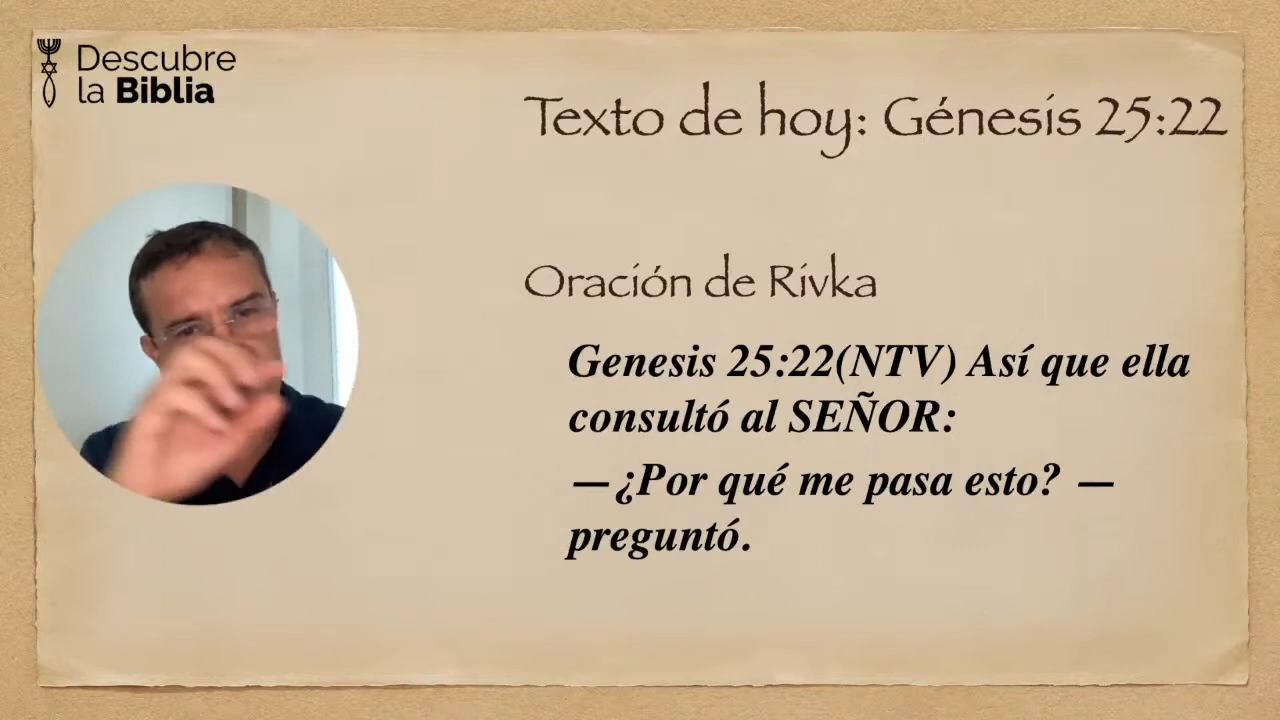 Descubre
la Biblia
Texto de hoy: Génesis 25:22
Oración de Rivka
Genesis 25:22(NTV) Así que ella
consultó al SEÑOR:
—¿Por qué me pasa esto? —
preguntó.